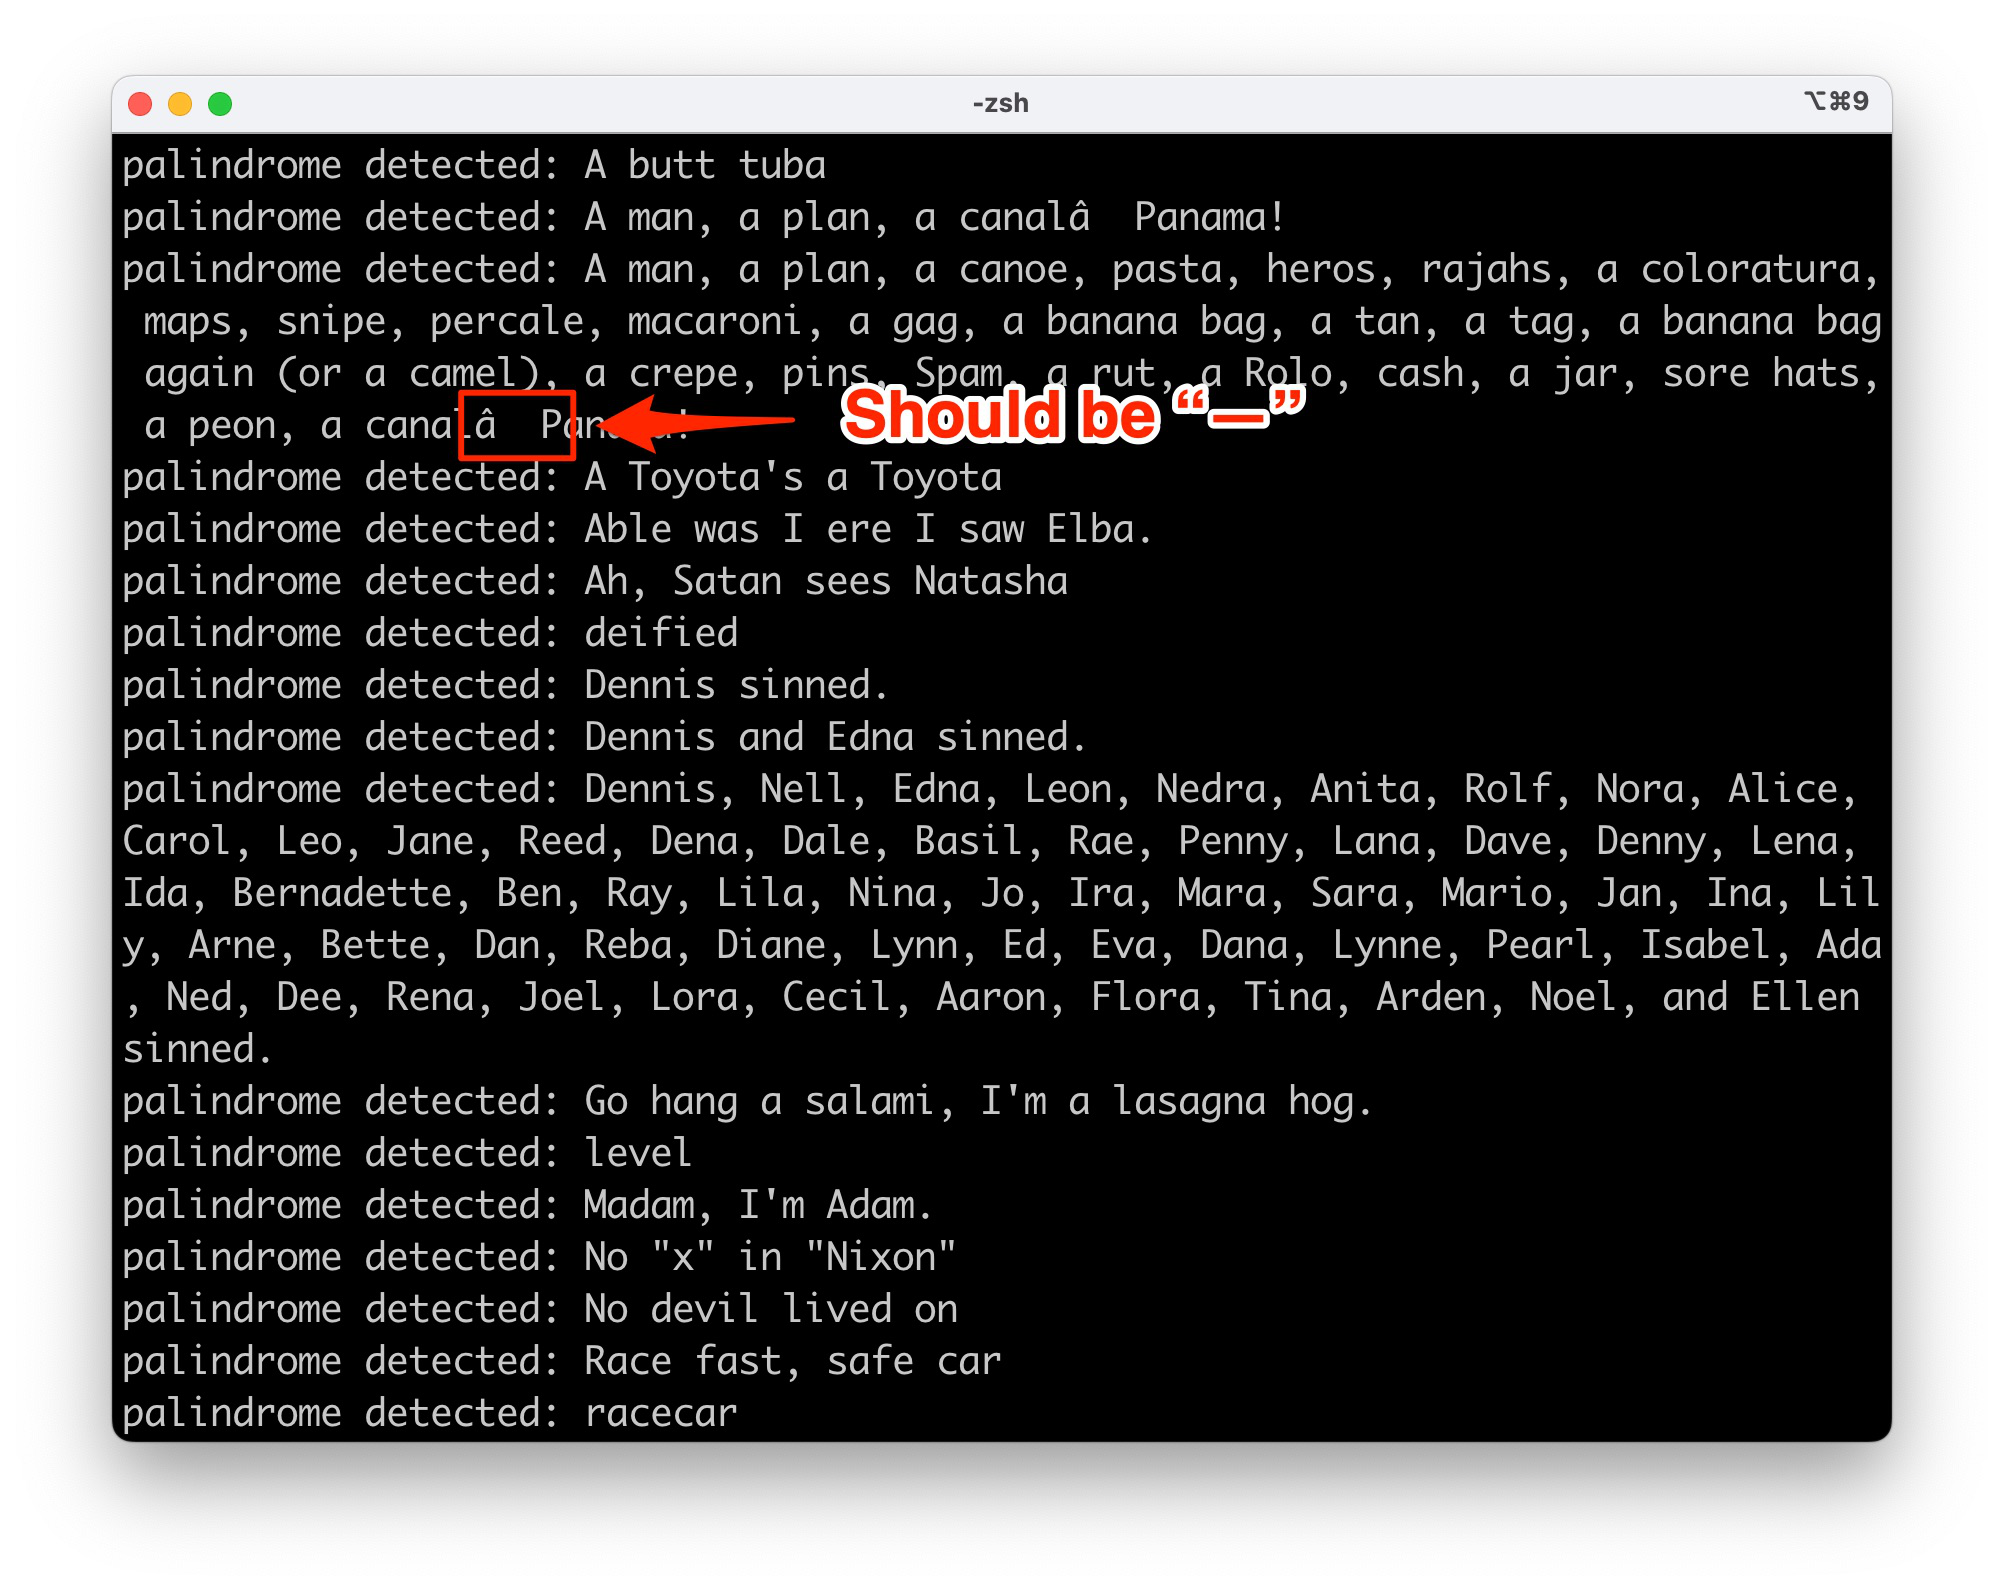 -zsh
⌥⌘9
palindrome detected: A butt tuba
palindrome detected: A man, a plan, a canalâ  Panama!
palindrome detected: A man, a plan, a canoe, pasta, heros, rajahs, a coloratura,
maps, snipe, percale, macaroni, a gag, a banana bag, a tan, a tag, a banana bag
again (or a camel), a crepe, pins, Spam, a rut, a Rolo, cash, a jar, sore hats,
a peon, a canalâ  Panama!
Should be “—”
palindrome detected: A Toyota's a Toyota
palindrome detected: Able was I ere I saw Elba.
palindrome detected: Ah, Satan sees Natasha
palindrome detected: deified
palindrome detected: Dennis sinned.
palindrome detected: Dennis and Edna sinned.
palindrome detected: Dennis, Nell, Edna, Leon, Nedra, Anita, Rolf, Nora, Alice,
Carol, Leo, Jane, Reed, Dena, Dale, Basil, Rae, Penny, Lana, Dave, Denny, Lena,
Ida, Bernadette, Ben, Ray, Lila, Nina, Jo, Ira, Mara, Sara, Mario, Jan, Ina, Lil
y, Arne, Bette, Dan, Reba, Diane, Lynn, Ed, Eva, Dana, Lynne, Pearl, Isabel, Ada
, Ned, Dee, Rena, Joel, Lora, Cecil, Aaron, Flora, Tina, Arden, Noel, and Ellen
sinned.
palindrome detected: Go hang a salami, I'm a lasagna hog.
palindrome detected: level
palindrome detected: Madam, I'm Adam.
palindrome detected: No "x" in "Nixon"
palindrome detected: No devil lived on
palindrome detected: Race fast, safe car
palindrome detected: racecar